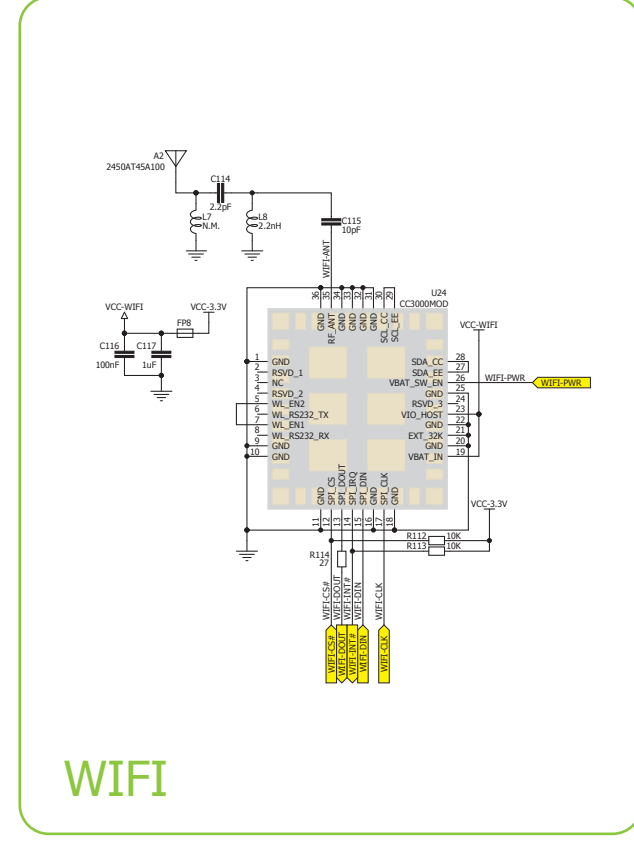 A2
2450AT45A100
C114
2.2pF
L7
N.M.
L8
2.2nH
C115
10pF
WIFI-ANT
U24
CC3000MOD
VCC-WIFI
VCC-3.3V
FP8
C116
100nF
C117
1uF
VCC-WIFI
36 GND
35 RF_ANT
34 GND
33 GND
32 GND
31 GND
30 SCL_CC
29 SCL_EE
1 GND
2 RSVD_1
3 NC
4 RSVD_2
5 WL_EN2
6 WL_RS232_TX
7 WL_EN1
8 WL_RS232_RX
9 GND
10 GND
SDA_CC 28
SDA_EE 27
VBAT_SW_EN 26 WIFI-PWR WIFI-PWR
GND 25
RSVD_3 24
VIO_HOST 23
GND 22
EXT_32K 21
GND 20
VBAT_IN 19
11 GND
12 SPI_CS
13 SPI_DOUT
14 SPI_IRQ
15 SPI_DIN
16 GND
17 SPI_CLK
18 GND
VCC-3.3V
R112 10K
R113 10K
R114
27
WIFI-CS#
WIFI-DOUT
WIFI-INT#
WIFI-DIN
WIFI-CLK
WIFI-CS#
WIFI-DOUT
WIFI-INT#
WIFI-DIN
WIFI-CLK
WIFI